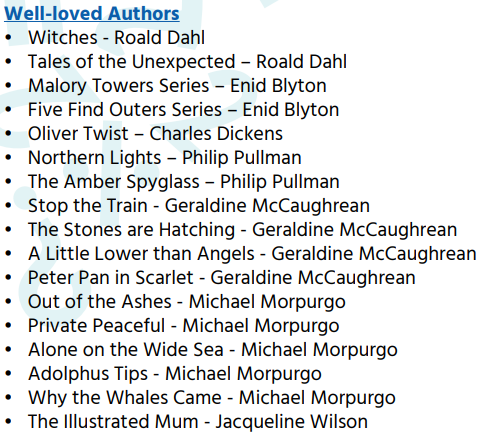 Well-loved Authors
• Witches - Roald Dahl
• Tales of the Unexpected – Roald Dahl
• Malory Towers Series – Enid Blyton
• Five Find Outers Series – Enid Blyton
• Oliver Twist – Charles Dickens
• Northern Lights – Philip Pullman
• The Amber Spyglass – Philip Pullman
• Stop the Train - Geraldine McCaughrean
• The Stones are Hatching - Geraldine McCaughrean
• A Little Lower than Angels - Geraldine McCaughrean
• Peter Pan in Scarlet - Geraldine McCaughrean
• Out of the Ashes - Michael Morpurgo
• Private Peaceful - Michael Morpurgo
• Alone on the Wide Sea - Michael Morpurgo
• Adolphus Tips - Michael Morpurgo
• Why the Whales Came - Michael Morpurgo
• The Illustrated Mum - Jacqueline Wilson